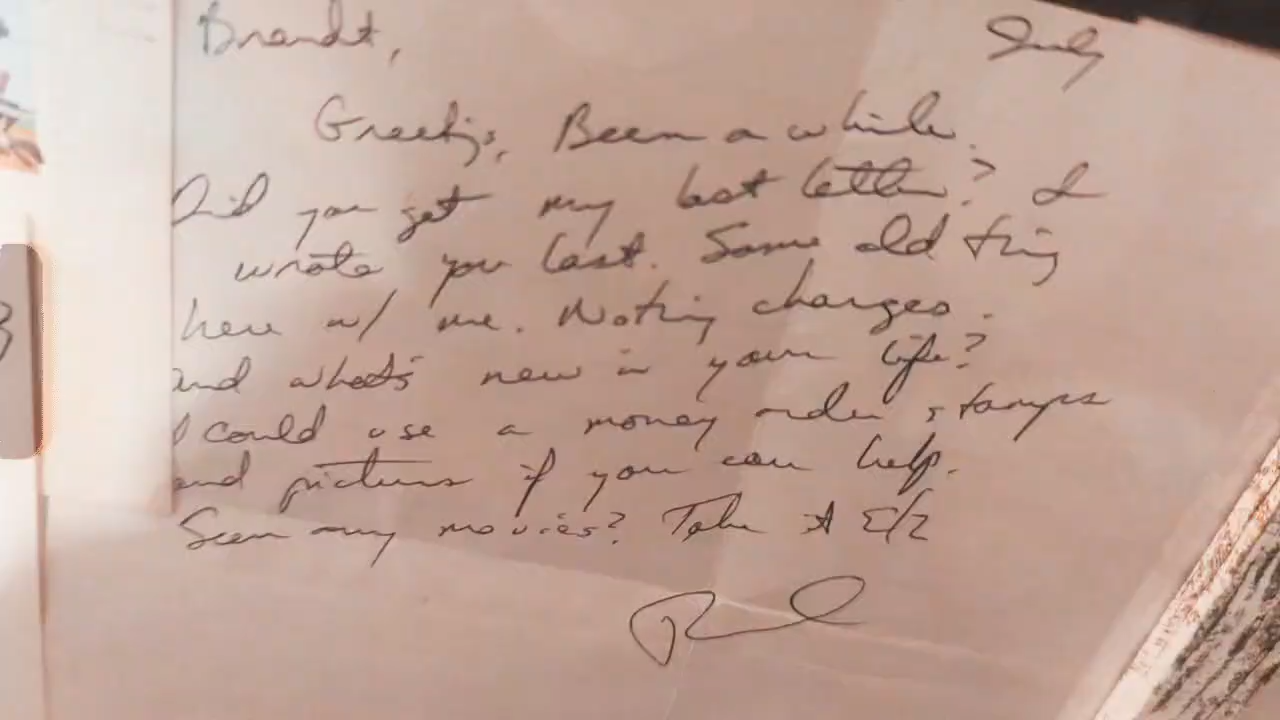 Brandt,
July
Greetings, Been a while.
Did you get my last letter? I
wrote you last. Same old thing
here w/ me. Nothing changes.
and what's new in your life?
I could use a money order, stamps
and pictures if you can help.
Seen any movies? Take it E/Z